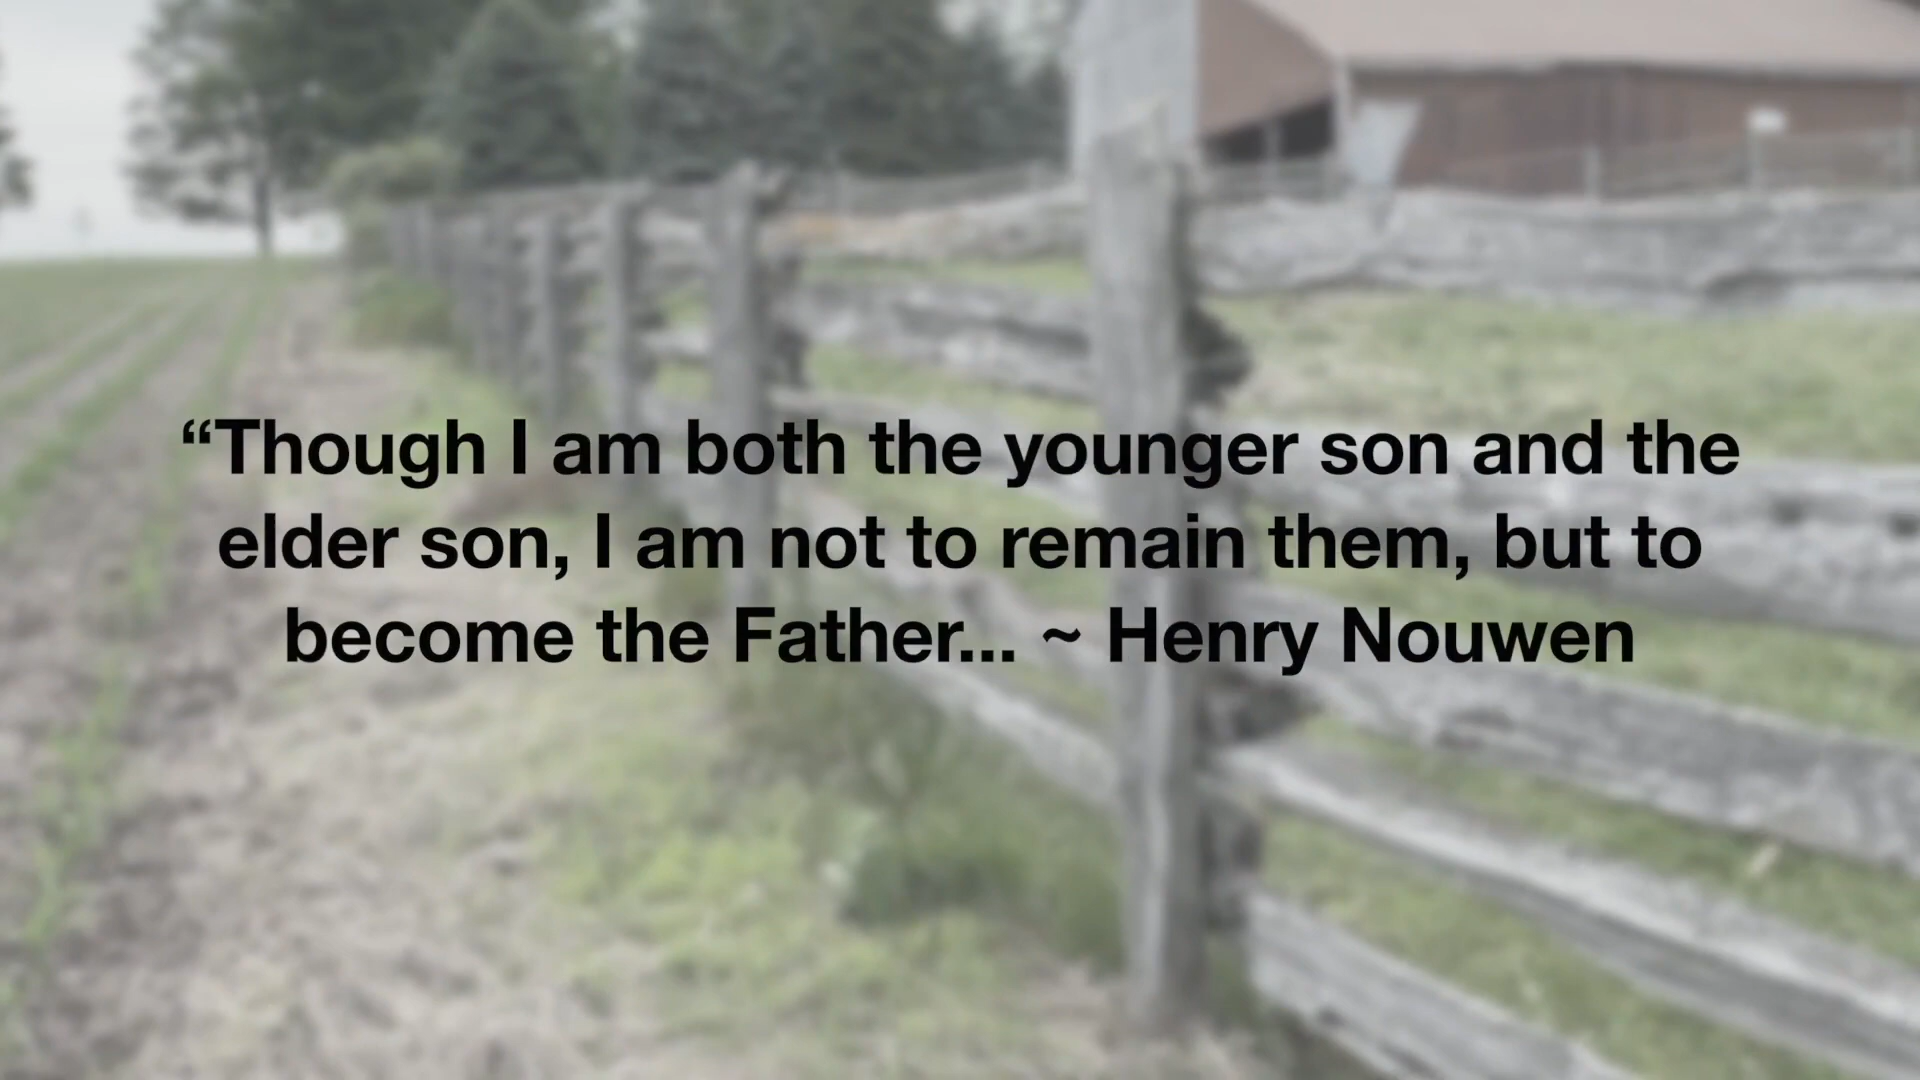 “Though I am both the younger son and the
elder son, I am not to remain them, but to
become the Father... ~ Henry Nouwen